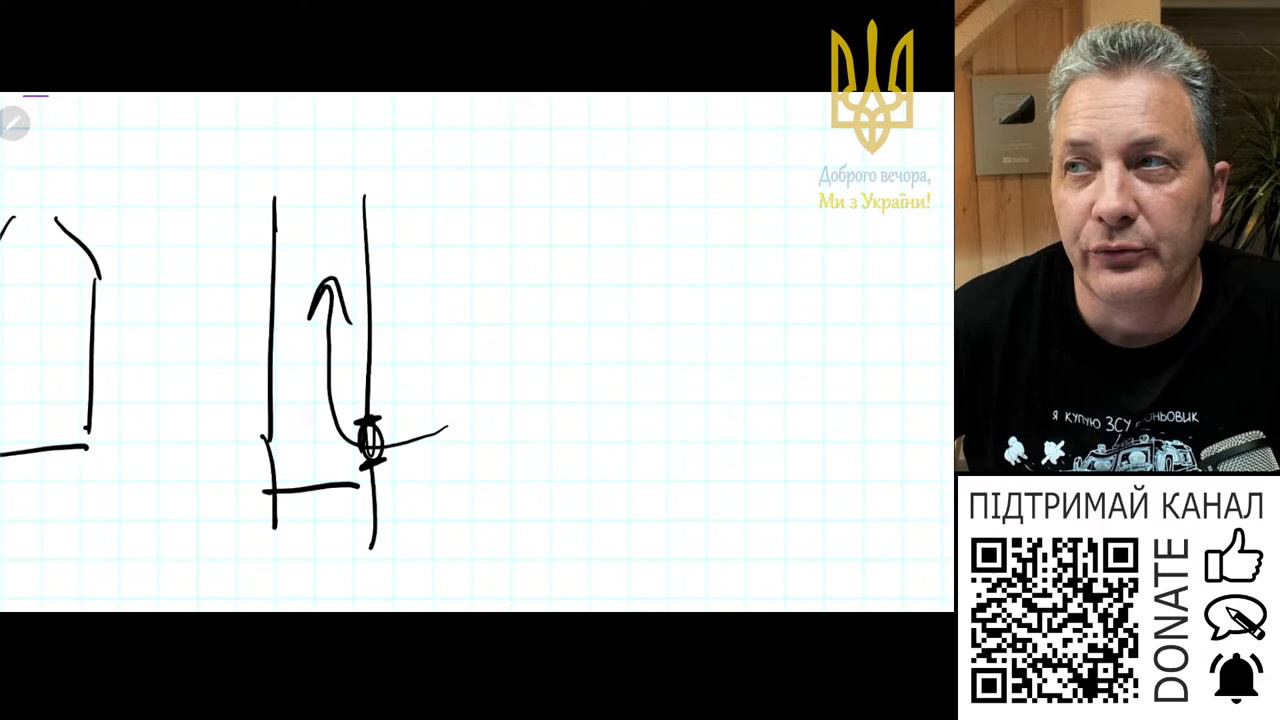 Доброго вечора,
Ми з України!
Я КУПУЮ ЗСУ
ПІДТРИМАЙ КАНАЛ
DONATE